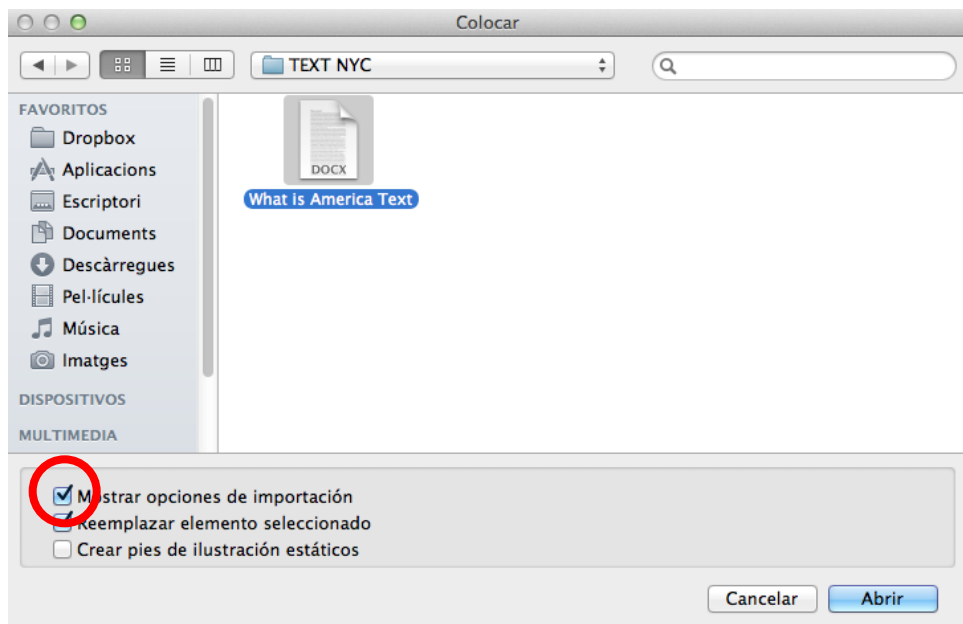 Colocar
TEXT NYC
FAVORITOS
Dropbox
Aplicacions
Escriptori
Documents
Descàrregues
Pel·lícules
Música
Imatges
DISPOSITIVOS
MULTIMEDIA
DOCX
What is America Text
Mostrar opciones de importación
Reemplazar elemento seleccionado
Crear pies de ilustración estáticos
Cancelar Abrir